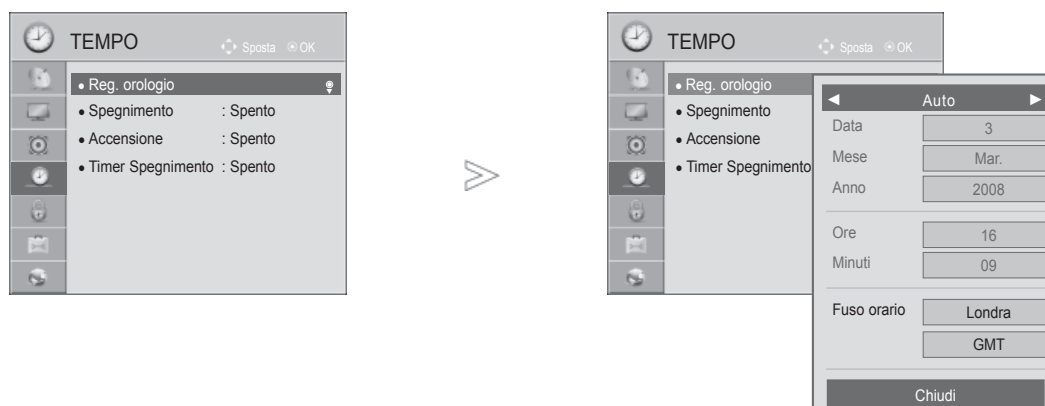 TEMPO
Sposta
OK
• Reg. orologio
• Spegnimento : Spento
• Accensione : Spento
• Timer Spegnimento : Spento
TEMPO
Sposta
OK
• Reg. orologio
• Spegnimento
• Accensione
• Timer Spegnimento
◄ Auto ►
Data 3
Mese Mar.
Anno 2008
Ore 16
Minuti 09
Fuso orario Londra
GMT
Chiudi